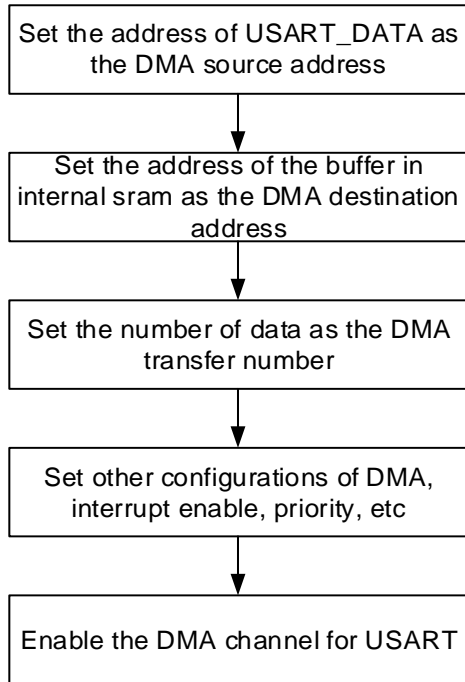 Set the address of USART_DATA as
the DMA source address
Set the address of the buffer in
internal sram as the DMA destination
address
Set the number of data as the DMA
transfer number
Set other configurations of DMA,
interrupt enable, priority, etc
Enable the DMA channel for USART